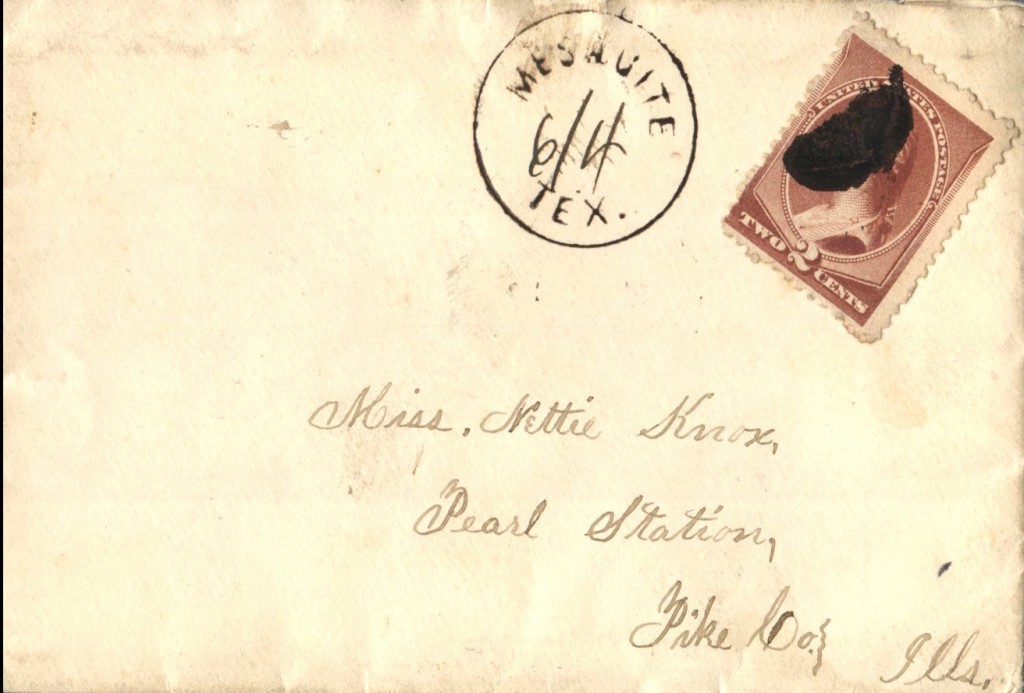 MESQUITE
6/4
TEX.
UNITED STATES POSTAGE
TWO 2 CENTS
Miss. Nettie Knox,
Pearl Station,
Pike Co.
Ills.